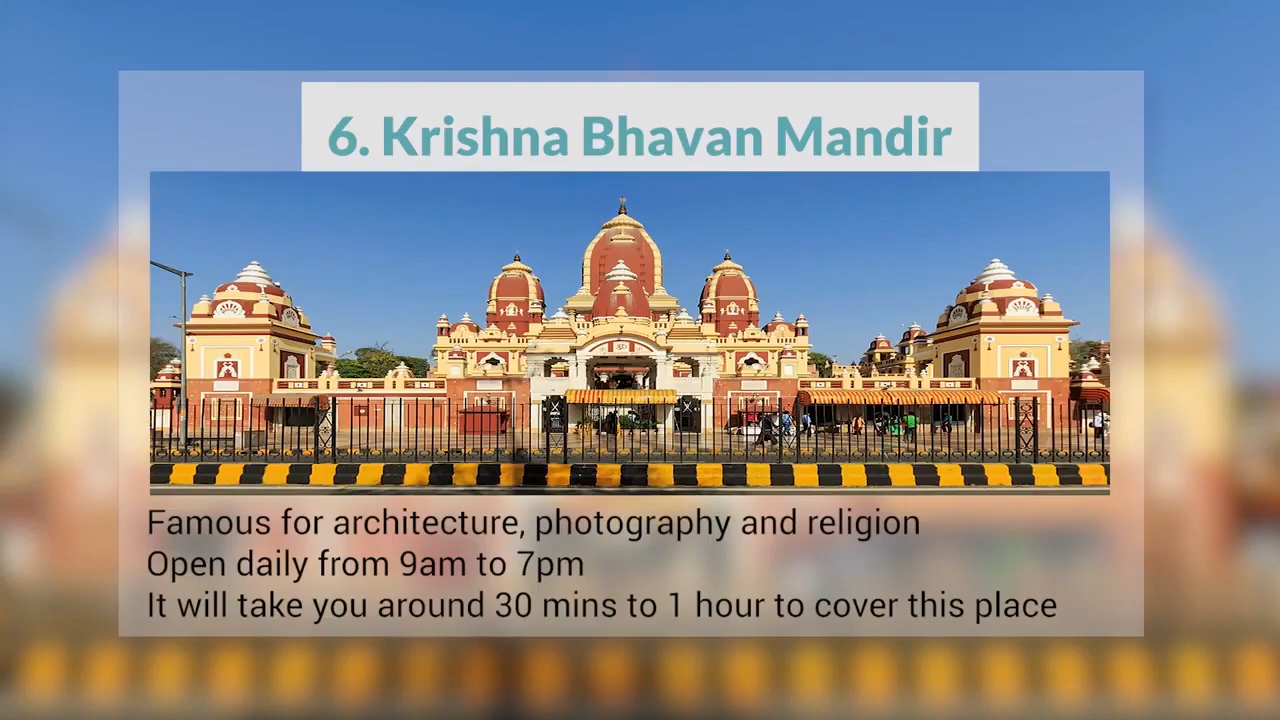 6. Krishna Bhavan Mandir
Famous for architecture, photography and religion
Open daily from 9am to 7pm
It will take you around 30 mins to 1 hour to cover this place